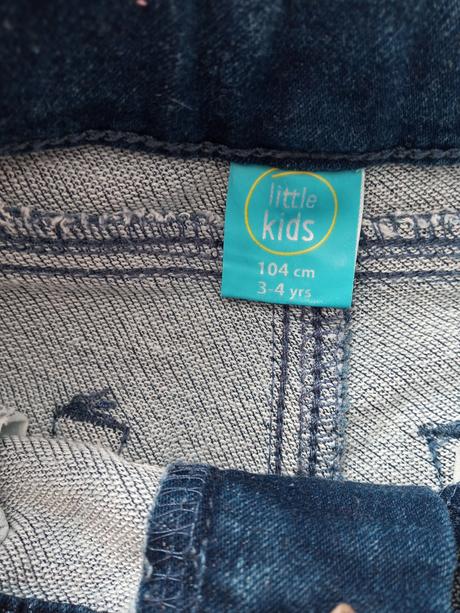 little
kids
104 cm
3-4 yrs